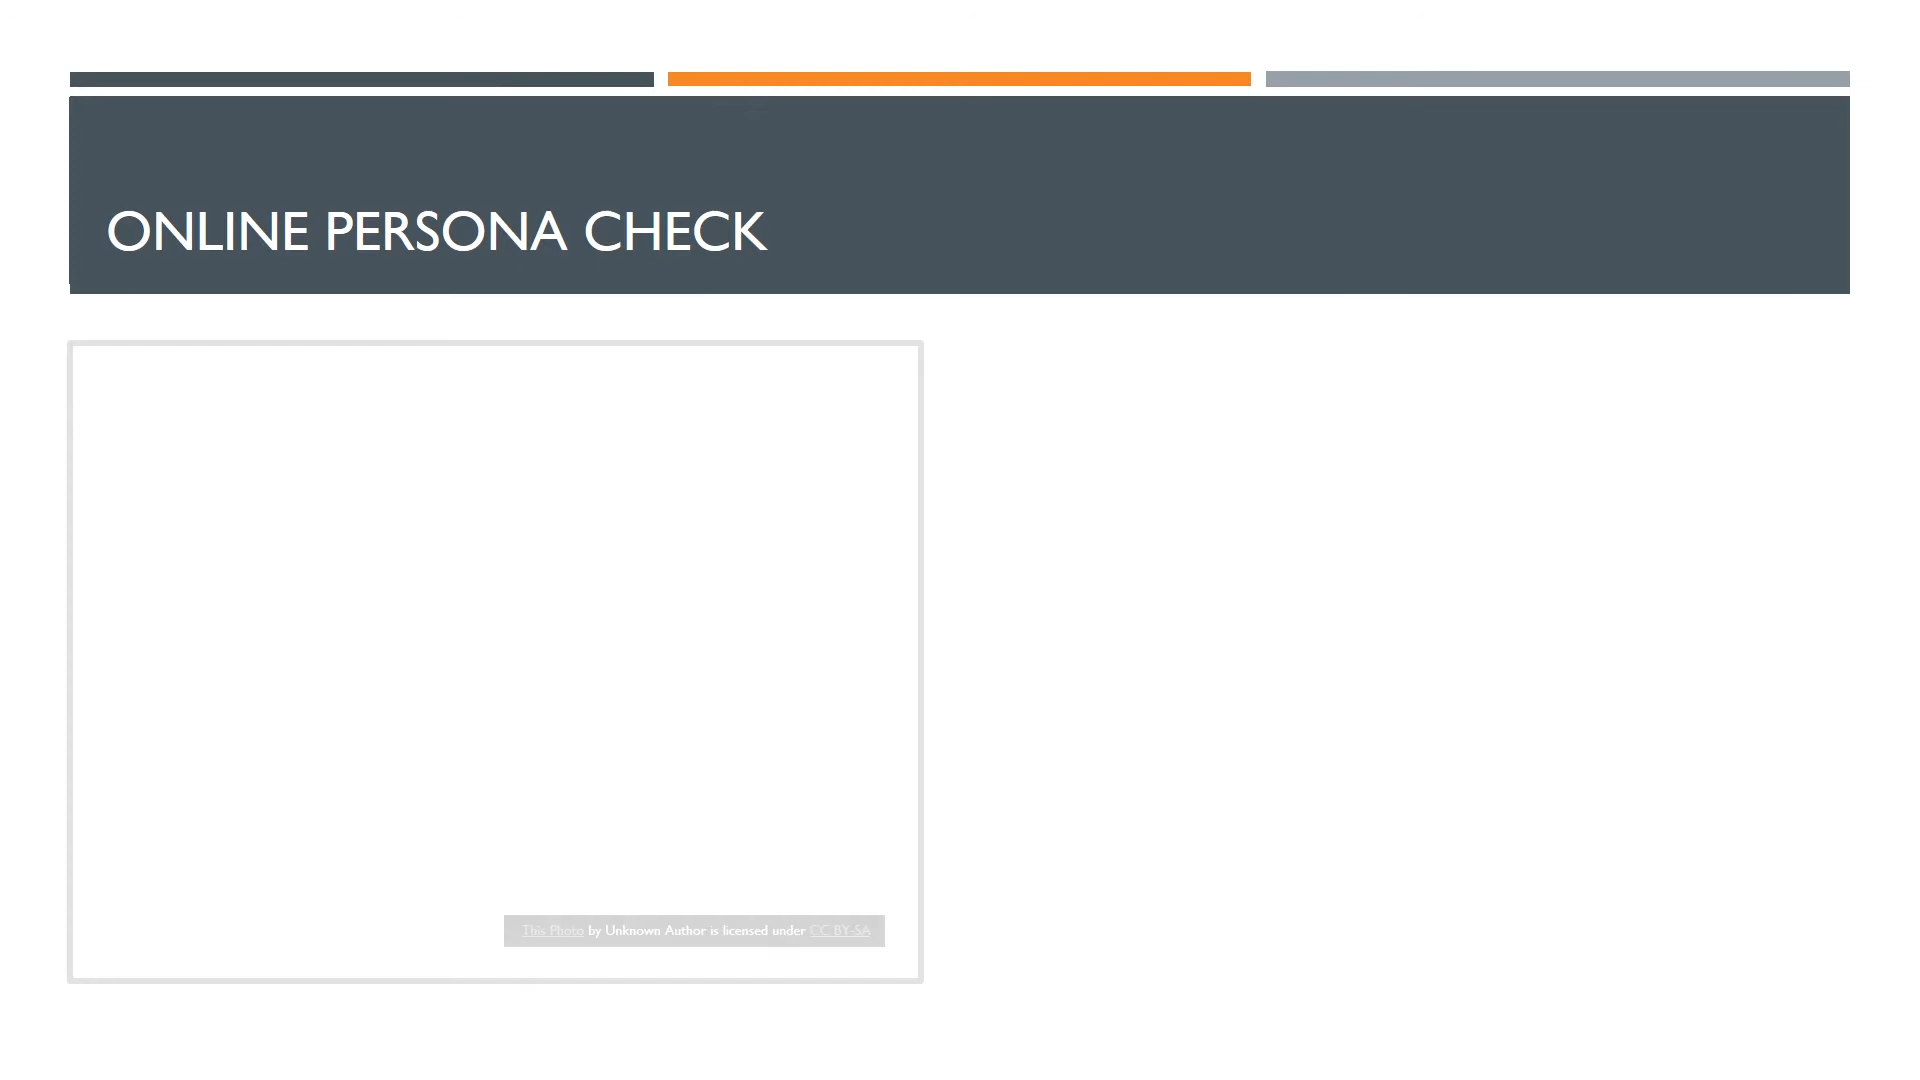 ONLINE PERSONA CHECK
This Photo by Unknown Author is licensed under CC BY-SA